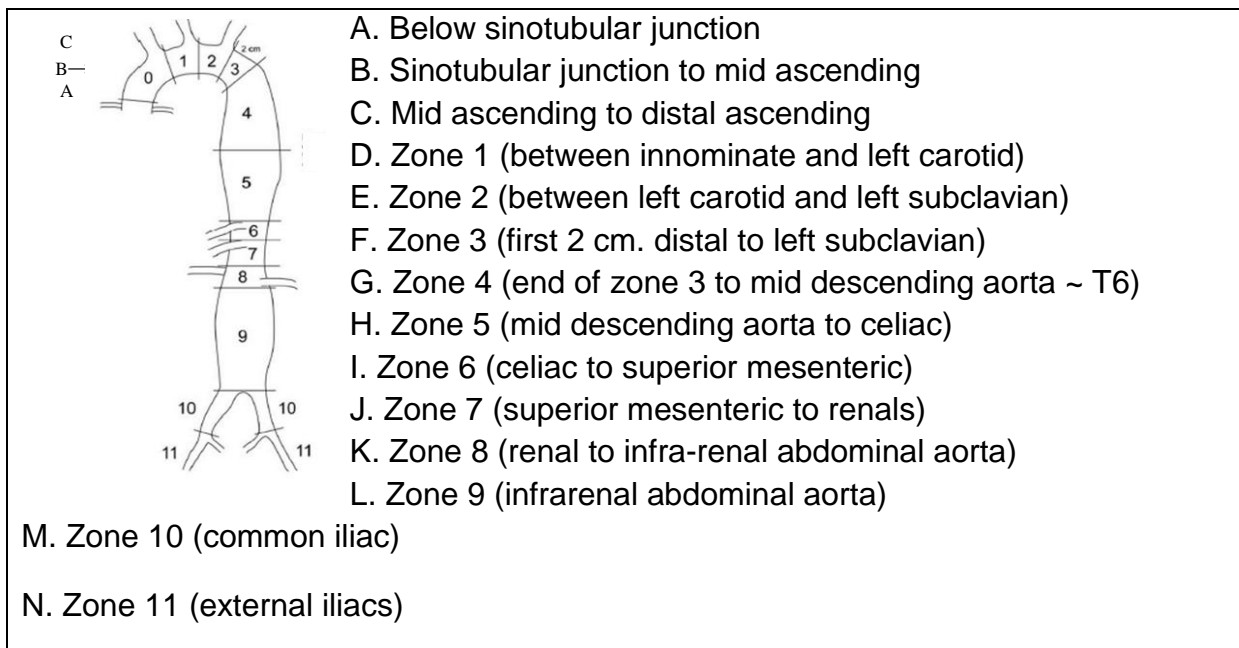 C
B
A
0
1
2
2 cm
3
4
5
6
7
8
9
10
10
11
11
A. Below sinotubular junction
B. Sinotubular junction to mid ascending
C. Mid ascending to distal ascending
D. Zone 1 (between innominate and left carotid)
E. Zone 2 (between left carotid and left subclavian)
F. Zone 3 (first 2 cm. distal to left subclavian)
G. Zone 4 (end of zone 3 to mid descending aorta ~ T6)
H. Zone 5 (mid descending aorta to celiac)
I. Zone 6 (celiac to superior mesenteric)
J. Zone 7 (superior mesenteric to renals)
K. Zone 8 (renal to infra-renal abdominal aorta)
L. Zone 9 (infrarenal abdominal aorta)
M. Zone 10 (common iliac)
N. Zone 11 (external iliacs)